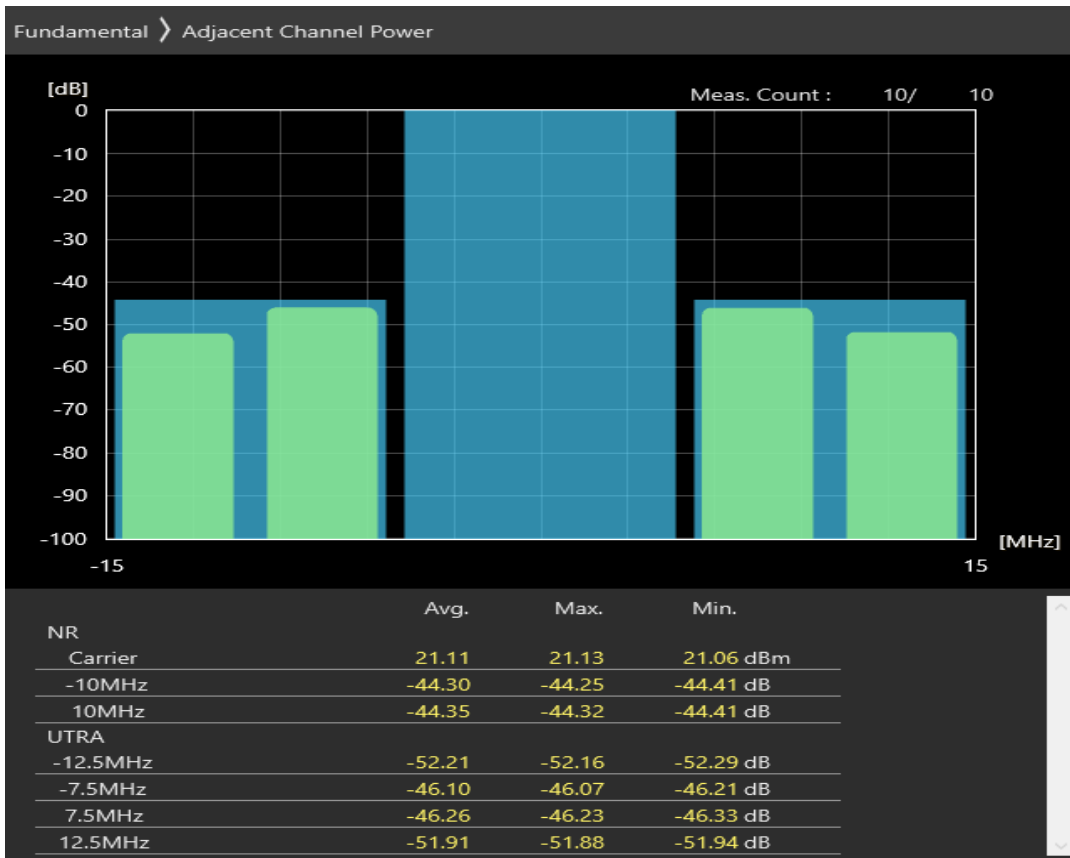 Fundamental 〉 Adjacent Channel Power
[dB]
Meas. Count : 10/ 10
0
-10
-20
-30
-40
-50
-60
-70
-80
-90
-100
[MHz]
-15 15
Avg. Max. Min.
NR
Carrier 21.11 21.13 21.06 dBm
-10MHz -44.30 -44.25 -44.41 dB
10MHz -44.35 -44.32 -44.41 dB
UTRA
-12.5MHz -52.21 -52.16 -52.29 dB
-7.5MHz -46.10 -46.07 -46.21 dB
7.5MHz -46.26 -46.23 -46.33 dB
12.5MHz -51.91 -51.88 -51.94 dB